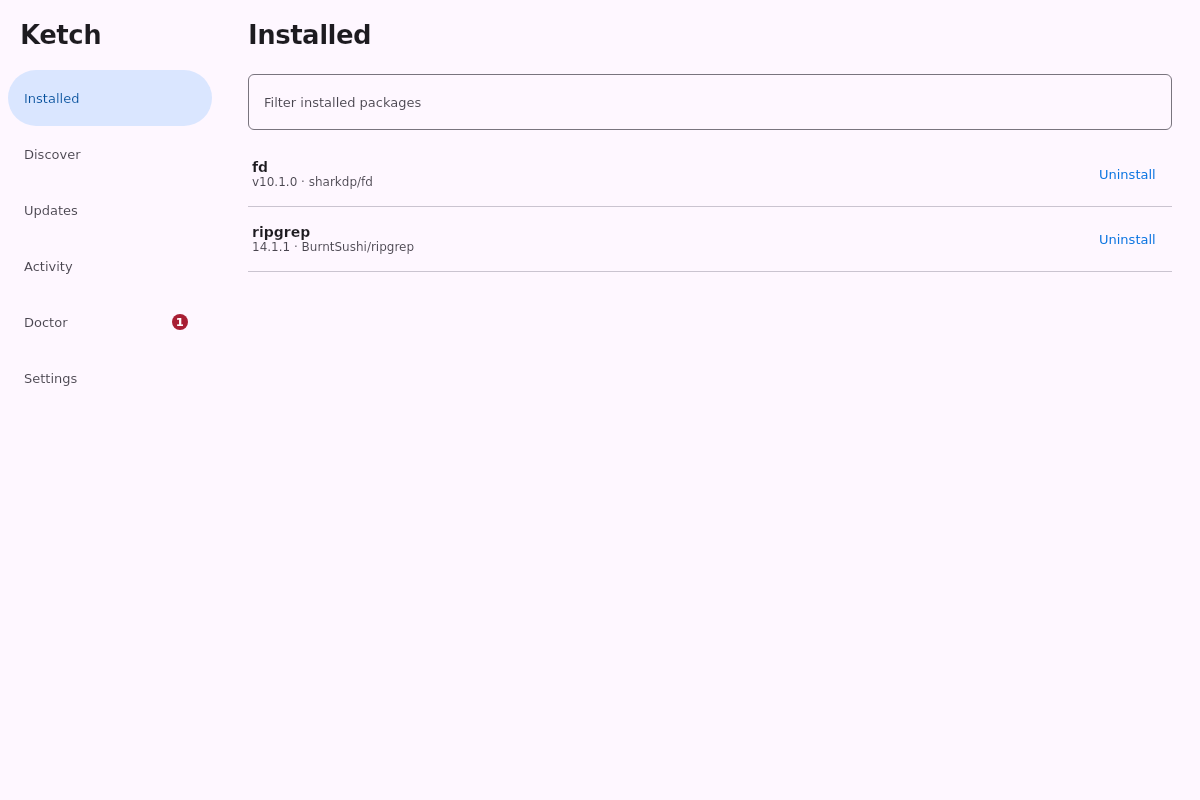 Ketch
Installed
Discover
Updates
Activity
Doctor
1
Settings
Installed
Filter installed packages
fd
v10.1.0 · sharkdp/fd
Uninstall
ripgrep
14.1.1 · BurntSushi/ripgrep
Uninstall